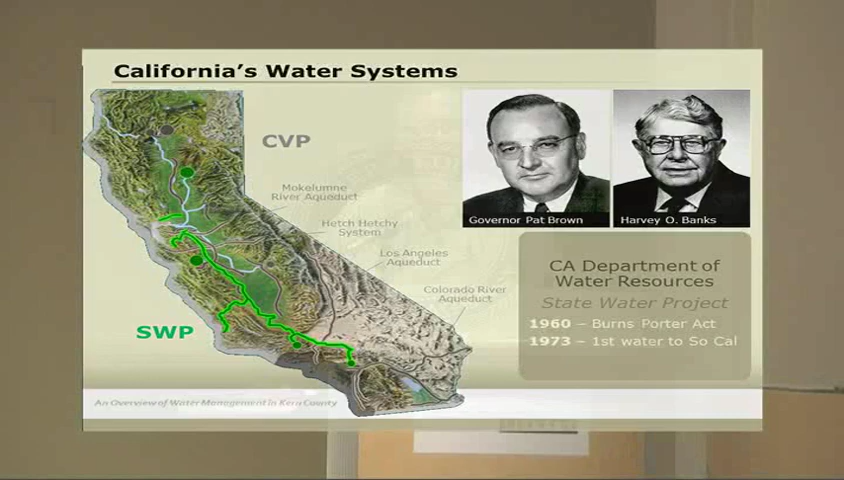 California's Water Systems
CVP
Mokelumne
River Aqueduct
Hetch Hetchy
System
Los Angeles
Aqueduct
Colorado River
Aqueduct
SWP
Governor Pat Brown
Harvey O. Banks
CA Department of
Water Resources
State Water Project
1960 – Burns Porter Act
1973 – 1st water to So Cal
An Overview of Water Management in Kern County